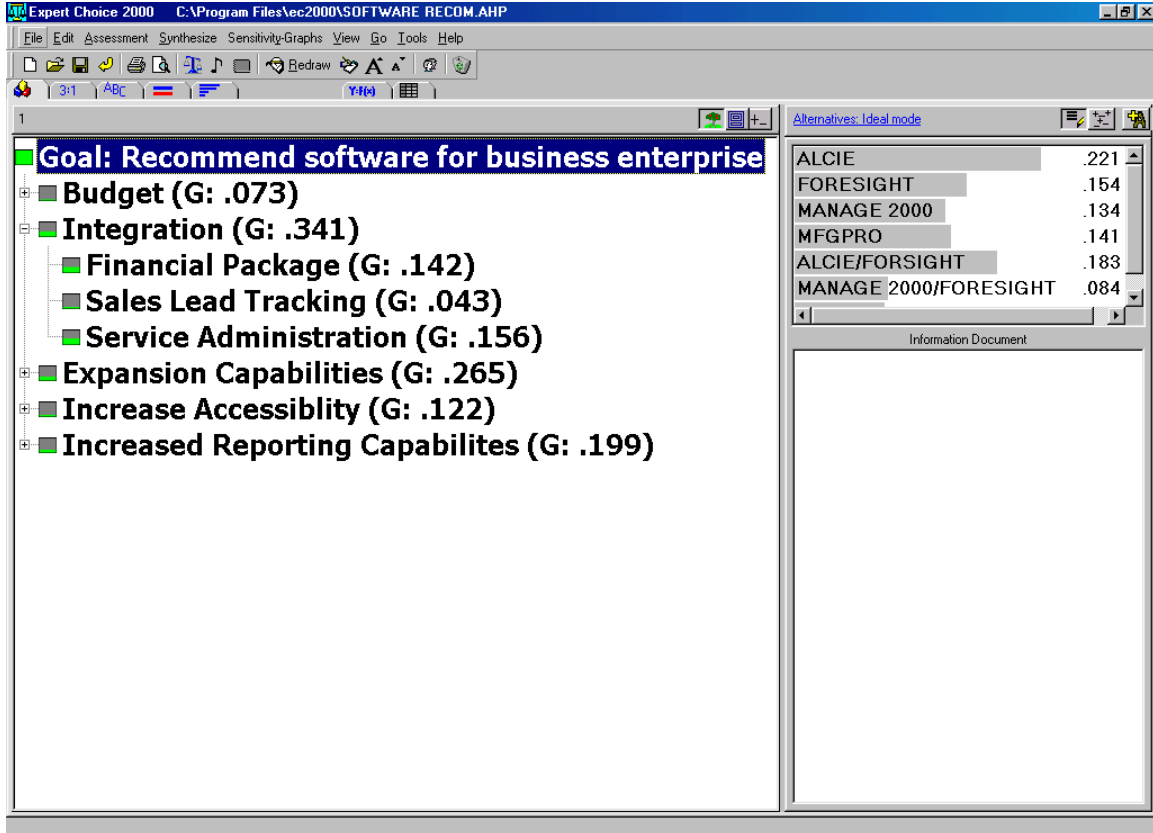 Expert Choice 2000 C:\Program Files\ec2000\SOFTWARE RECOM.AHP
File Edit Assessment Synthesize Sensitivity-Graphs View Go Tools Help
Redraw A A
3:1 ABC Y=F(x)
1
Alternatives: Ideal mode
Goal: Recommend software for business enterprise
Budget (G: .073)
Integration (G: .341)
Financial Package (G: .142)
Sales Lead Tracking (G: .043)
Service Administration (G: .156)
Expansion Capabilities (G: .265)
Increase Accessiblity (G: .122)
Increased Reporting Capabilites (G: .199)
ALCIE .221
FORESIGHT .154
MANAGE 2000 .134
MFGPRO .141
ALCIE/FORSIGHT .183
MANAGE 2000/FORESIGHT .084
Information Document